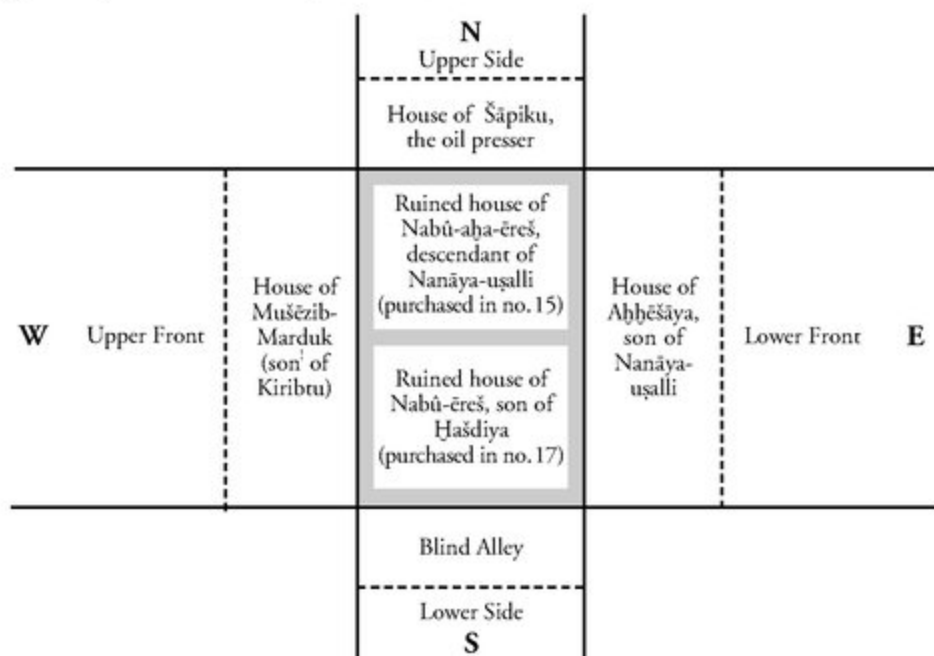 N
Upper Side
House of Šāpiku,
the oil presser
W
Upper Front
House of
Mušēzib-
Marduk
(son! of
Kiribtu)
Ruined house of
Nabû-aḫa-ēreš,
descendant of
Nanāya-uṣalli
(purchased in no. 15)
Ruined house of
Nabû-ēreš, son of
Ḫašdiya
(purchased in no. 17)
House of
Aḫḫēšāya,
son of
Nanāya-
uṣalli
Lower Front
E
Blind Alley
Lower Side
S